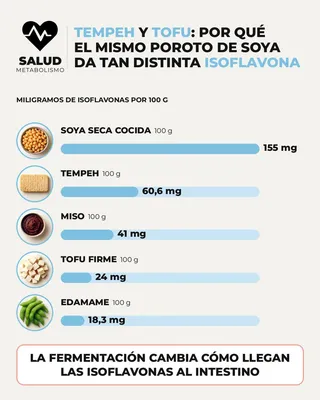 SALUD
METABOLISMO
TEMPEH Y TOFU: POR QUÉ
EL MISMO POROTO DE SOYA
DA TAN DISTINTA ISOFLAVONA
MILIGRAMOS DE ISOFLAVONAS POR 100 G
SOYA SECA COCIDA 100 g
155 mg
TEMPEH 100 g
60,6 mg
MISO 100 g
41 mg
TOFU FIRME 100 g
24 mg
EDAMAME 100 g
18,3 mg
LA FERMENTACIÓN CAMBIA CÓMO LLEGAN
LAS ISOFLAVONAS AL INTESTINO